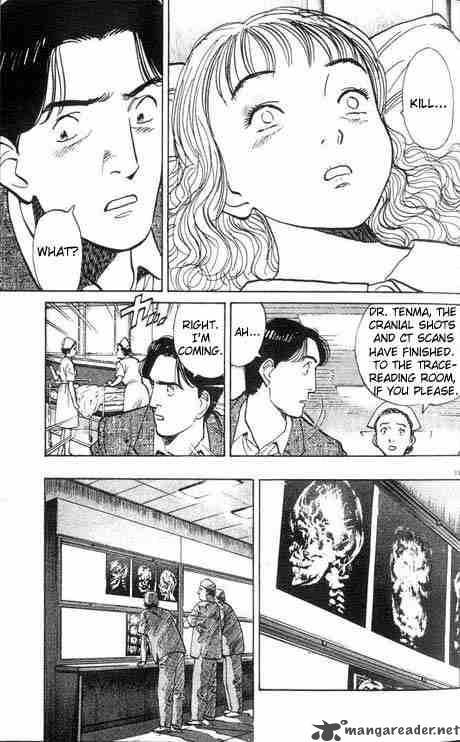 KILL...
WHAT?
DR. TENMA, THE
CRANIAL SHOTS
AND CT SCANS
HAVE FINISHED.
TO THE TRACE-
READING ROOM,
IF YOU PLEASE.
AH...
RIGHT.
I'M
COMING.
mangareader.net